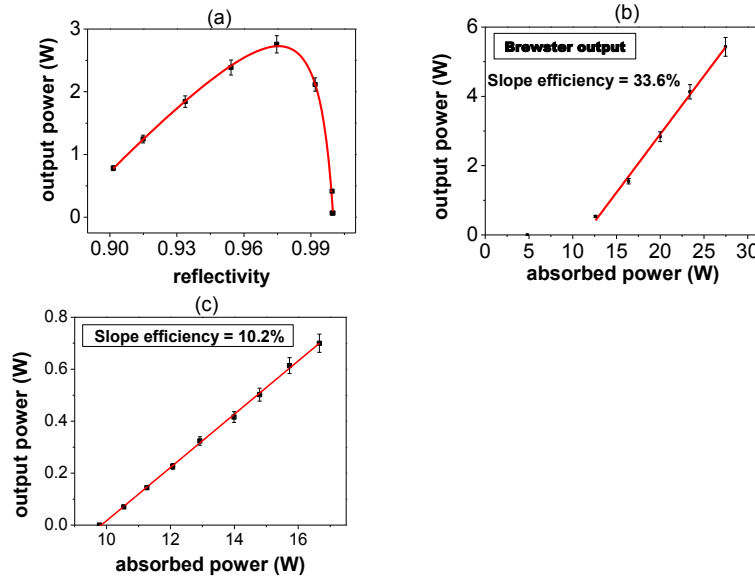 (a)
3
2
1
0
output power (W)
0.90 0.93 0.96 0.99
reflectivity
(b)
Brewster output
Slope efficiency = 33.6%
6
4
2
0
output power (W)
0 5 10 15 20 25 30
absorbed power (W)
(c)
Slope efficiency = 10.2%
0.8
0.6
0.4
0.2
0.0
output power (W)
10 12 14 16
absorbed power (W)